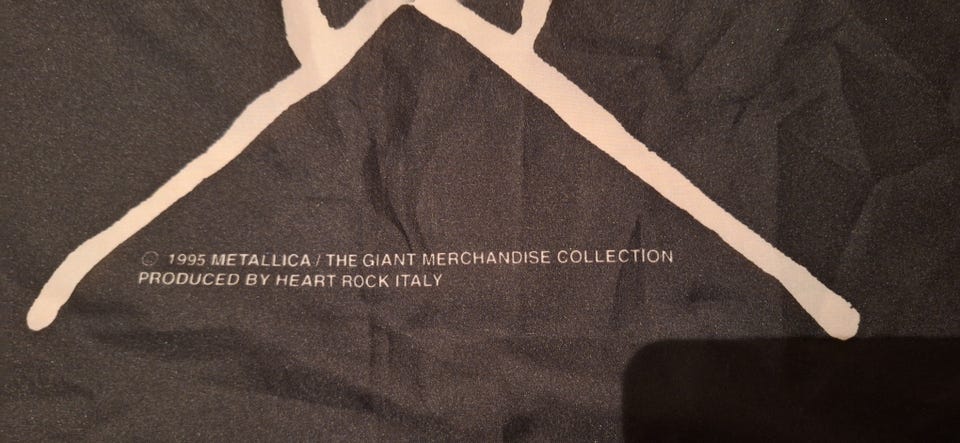 © 1995 METALLICA / THE GIANT MERCHANDISE COLLECTION
PRODUCED BY HEART ROCK ITALY